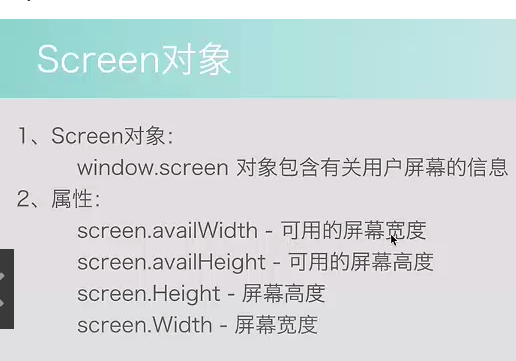 Screen对象
1、Screen对象：
window.screen 对象包含有关用户屏幕的信息
2、属性：
screen.availWidth - 可用的屏幕宽度
screen.availHeight - 可用的屏幕高度
screen.Height - 屏幕高度
screen.Width - 屏幕宽度